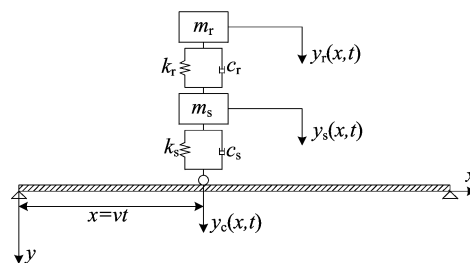 m_r
k_r
c_r
y_r(x,t)
m_s
y_s(x,t)
k_s
c_s
x
x=vt
y_c(x,t)
y